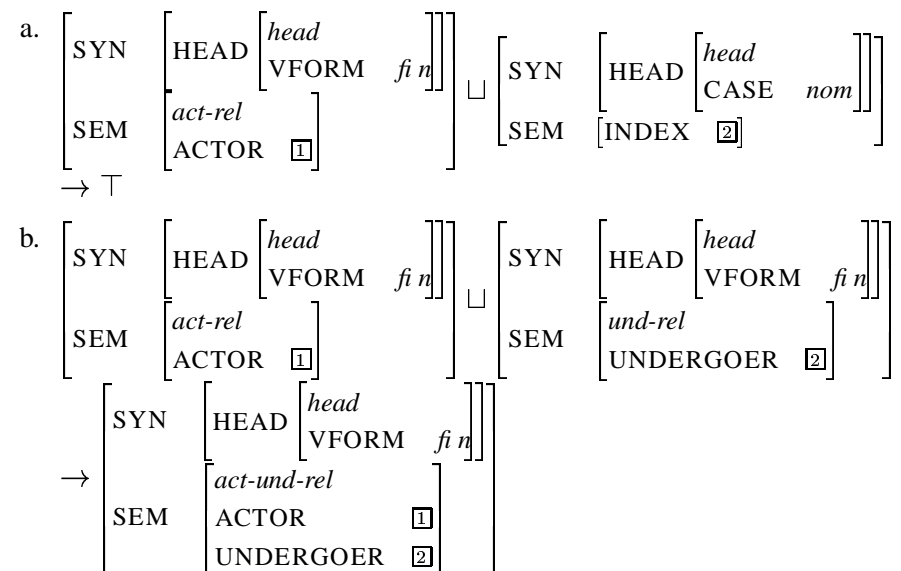 a. [SYN [HEAD [head VFORM fin]] SEM [act-rel ACTOR 1]] ⊔ [SYN [HEAD [head CASE nom]] SEM [INDEX 2]]
→ ⊤
b. [SYN [HEAD [head VFORM fin]] SEM [act-rel ACTOR 1]] ⊔ [SYN [HEAD [head VFORM fin]] SEM [und-rel UNDERGOER 2]]
→ [SYN [HEAD [head VFORM fin]] SEM [act-und-rel ACTOR 1 UNDERGOER 2]]